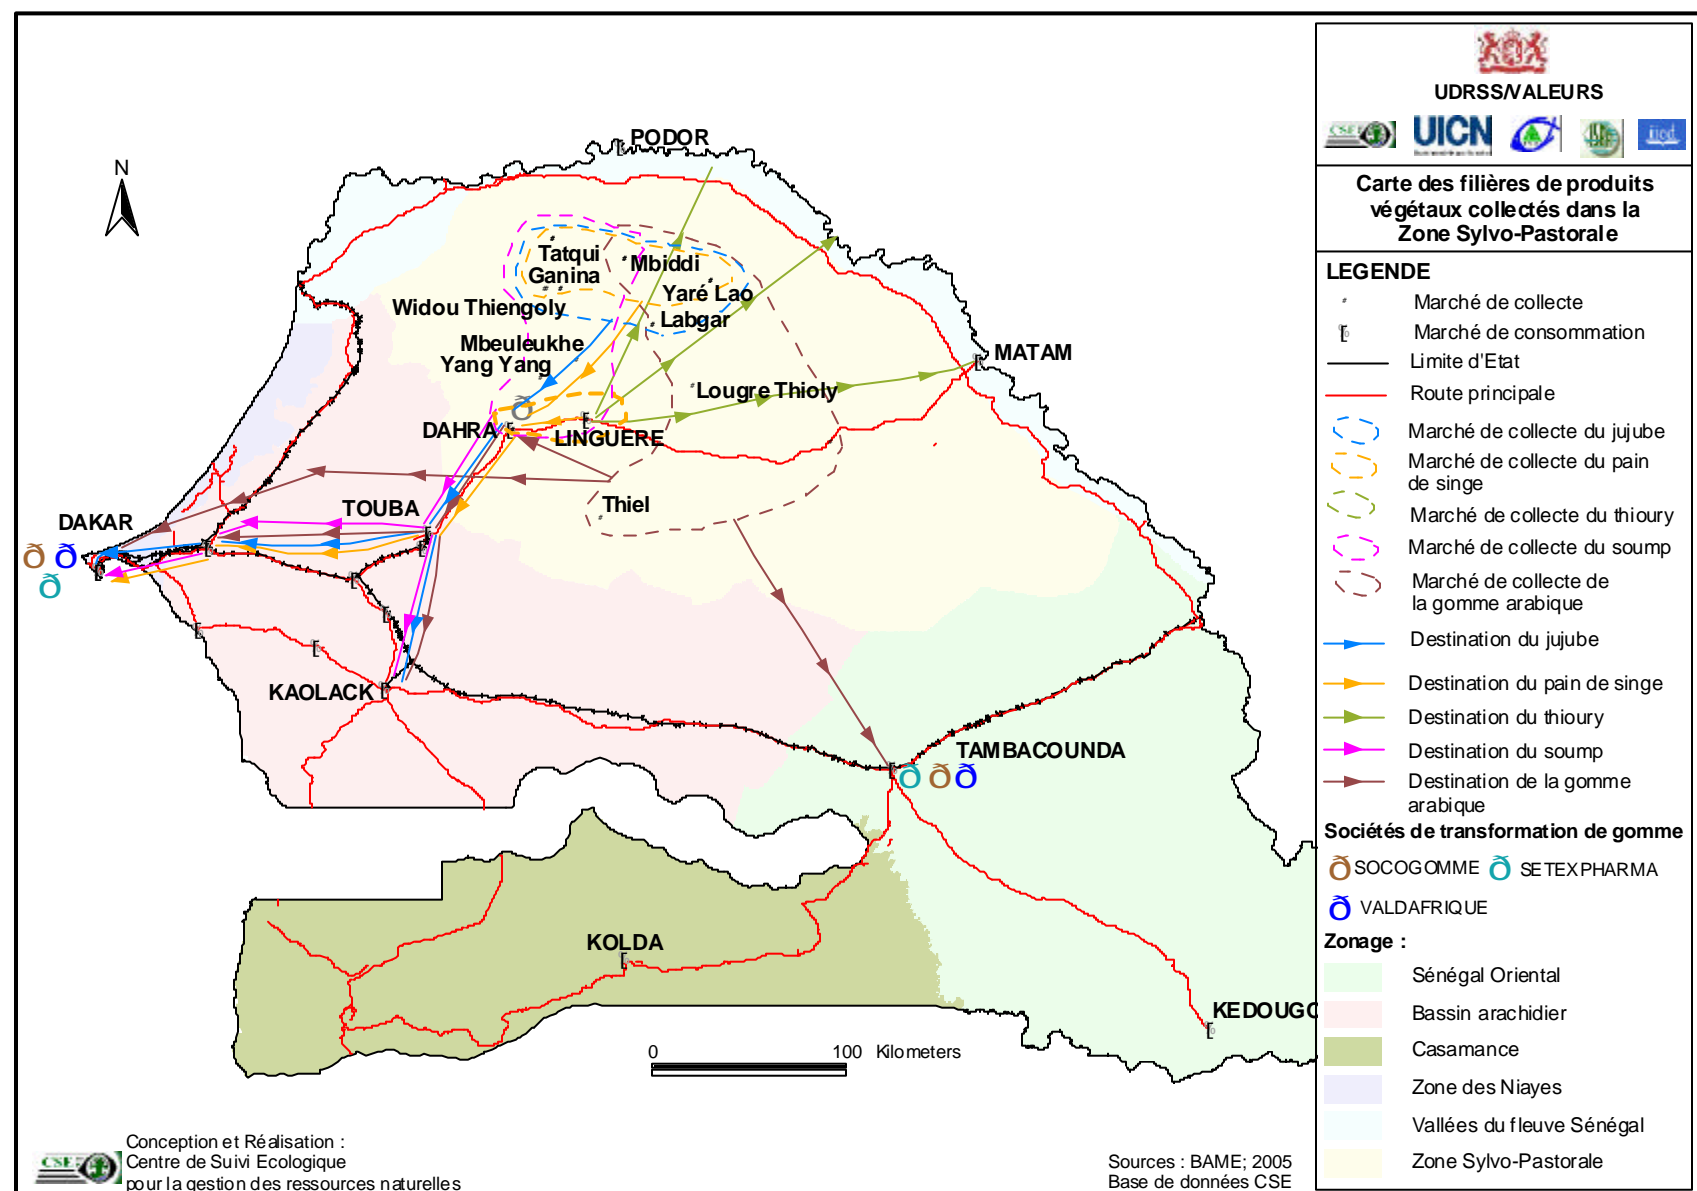 N
PODOR
Tatqui
Ganina
Mbiddi
Yaré Lao
Widou Thiengoly
Labgar
Mbeuleukhe
Yang Yang
MATAM
Lougre Thioly
DAHRA
LINGUERE
TOUBA
Thiel
DAKAR
KAOLACK
TAMBACOUNDA
KOLDA
KEDOUGO
0 100 Kilometers
CSE
Conception et Réalisation :
Centre de Suivi Ecologique
pour la gestion des ressources naturelles
Sources : BAME; 2005
Base de données CSE
UDRSS/VALEURS
CSE UICN iied
Carte des filières de produits
végétaux collectés dans la
Zone Sylvo-Pastorale
LEGENDE
Marché de collecte
Marché de consommation
Limite d'Etat
Route principale
Marché de collecte du jujube
Marché de collecte du pain
de singe
Marché de collecte du thioury
Marché de collecte du soump
Marché de collecte de
la gomme arabique
Destination du jujube
Destination du pain de singe
Destination du thioury
Destination du soump
Destination de la gomme
arabique
Sociétés de transformation de gomme
SOCOGOMME SETEXPHARMA
VALDAFRIQUE
Zonage :
Sénégal Oriental
Bassin arachidier
Casamance
Zone des Niayes
Vallées du fleuve Sénégal
Zone Sylvo-Pastorale